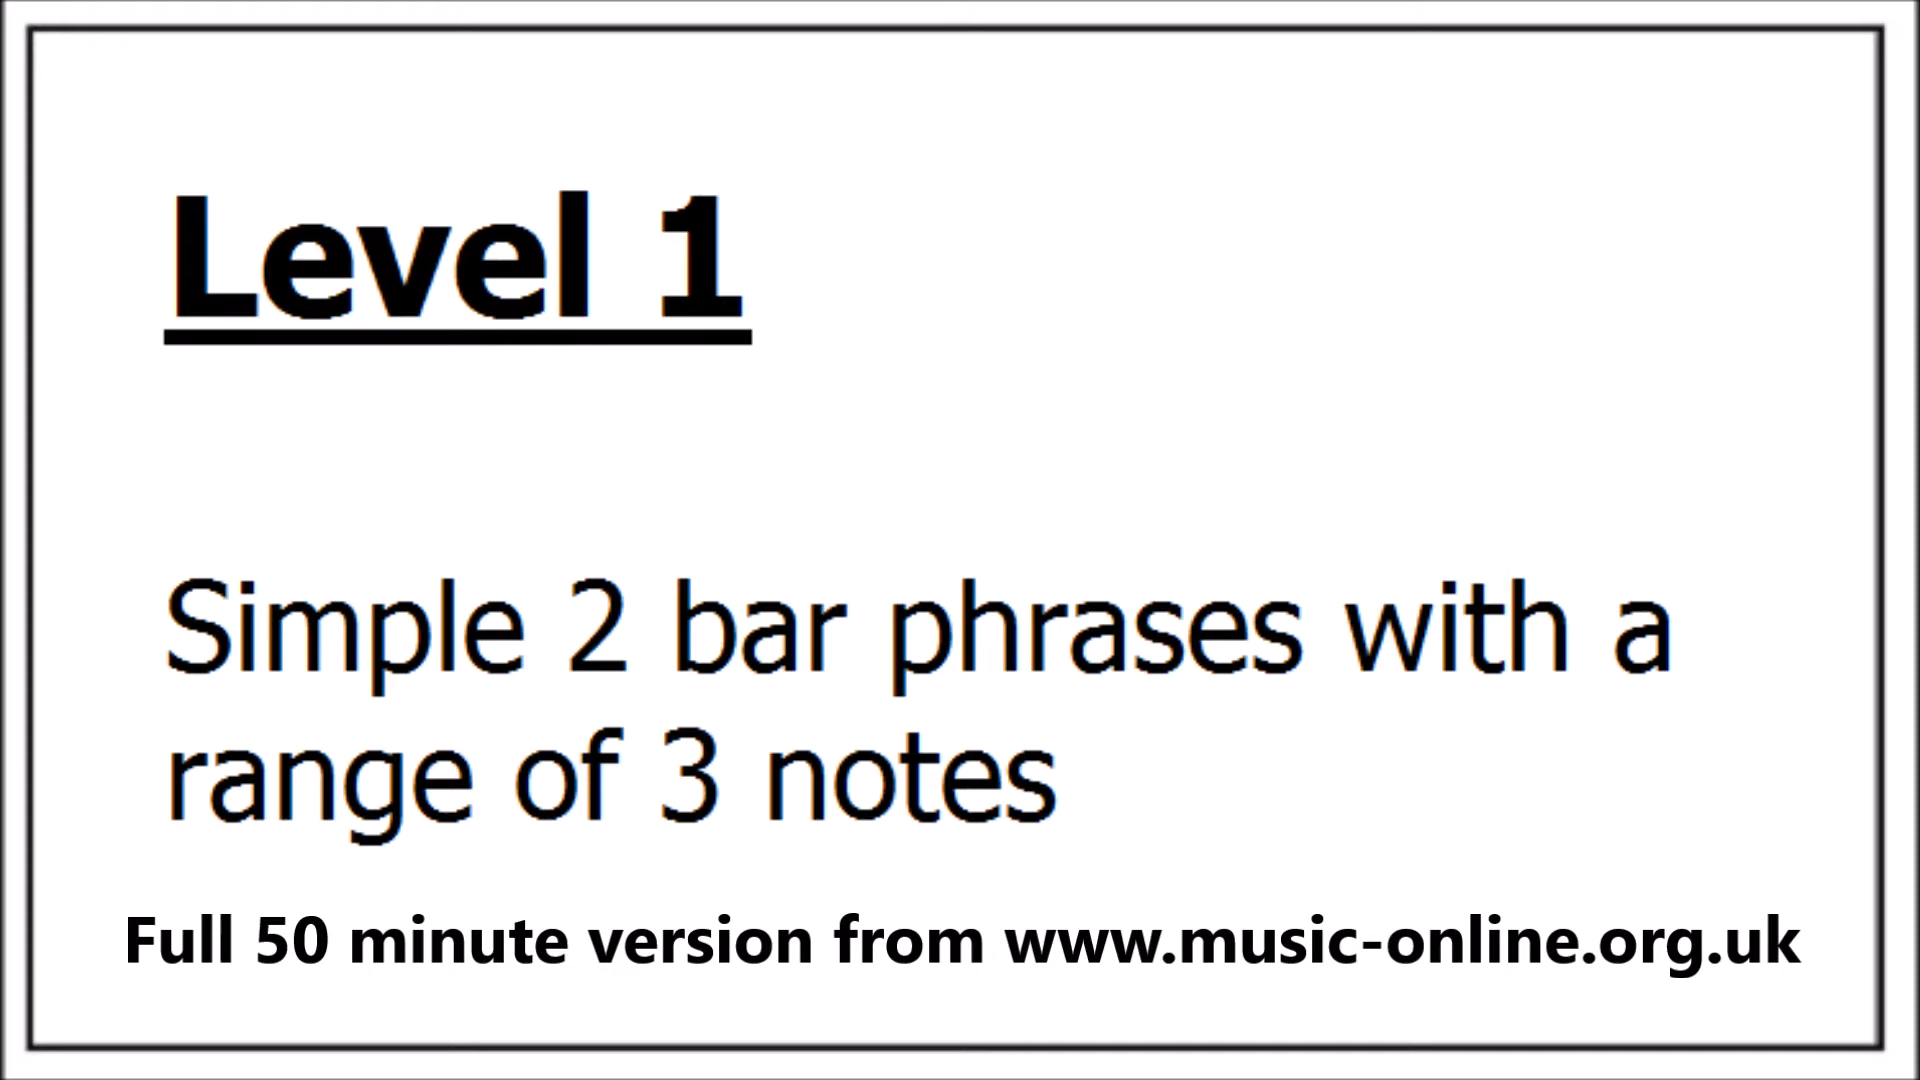 Level 1
Simple 2 bar phrases with a
range of 3 notes
Full 50 minute version from www.music-online.org.uk